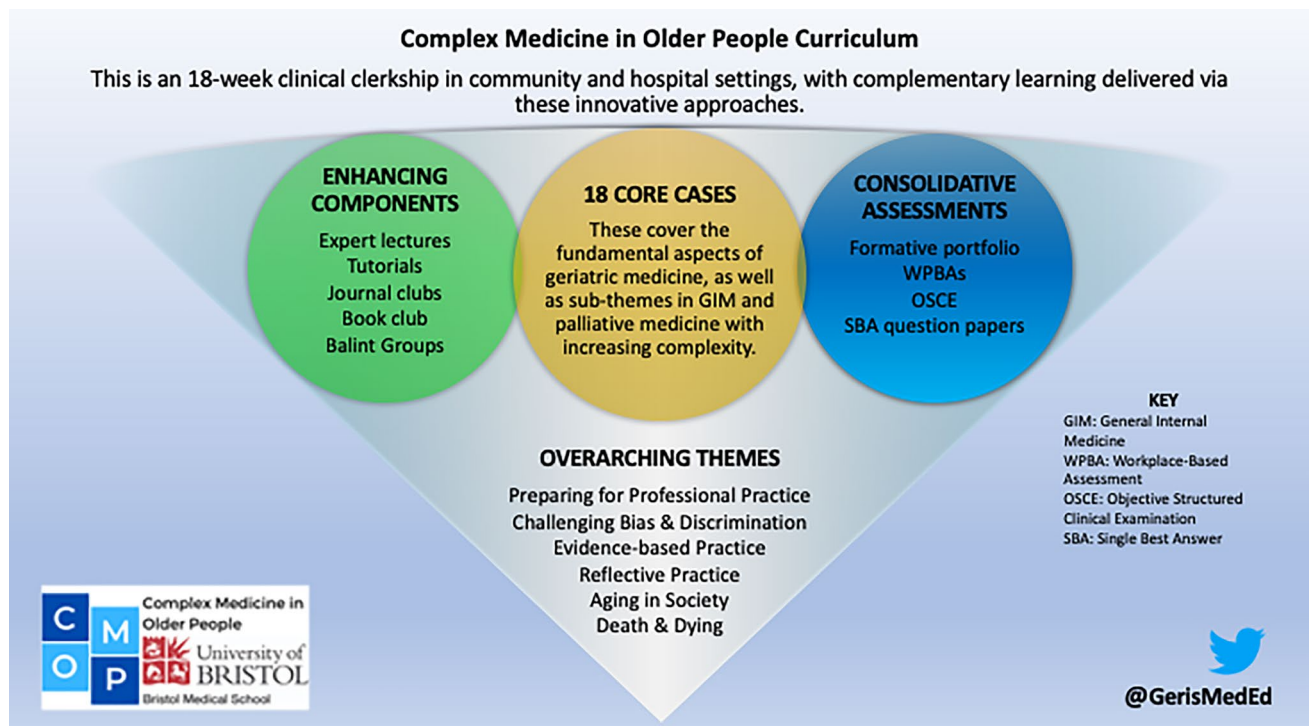 Complex Medicine in Older People Curriculum
This is an 18-week clinical clerkship in community and hospital settings, with complementary learning delivered via
these innovative approaches.
ENHANCING
COMPONENTS
Expert lectures
Tutorials
Journal clubs
Book club
Balint Groups
18 CORE CASES
These cover the
fundamental aspects of
geriatric medicine, as well
as sub-themes in GIM and
palliative medicine with
increasing complexity.
CONSOLIDATIVE
ASSESSMENTS
Formative portfolio
WPBAs
OSCE
SBA question papers
OVERARCHING THEMES
Preparing for Professional Practice
Challenging Bias & Discrimination
Evidence-based Practice
Reflective Practice
Aging in Society
Death & Dying
KEY
GIM: General Internal
Medicine
WPBA: Workplace-Based
Assessment
OSCE: Objective Structured
Clinical Examination
SBA: Single Best Answer
C M
O P
Complex Medicine in
Older People
University of
BRISTOL
Bristol Medical School
@GerisMedEd